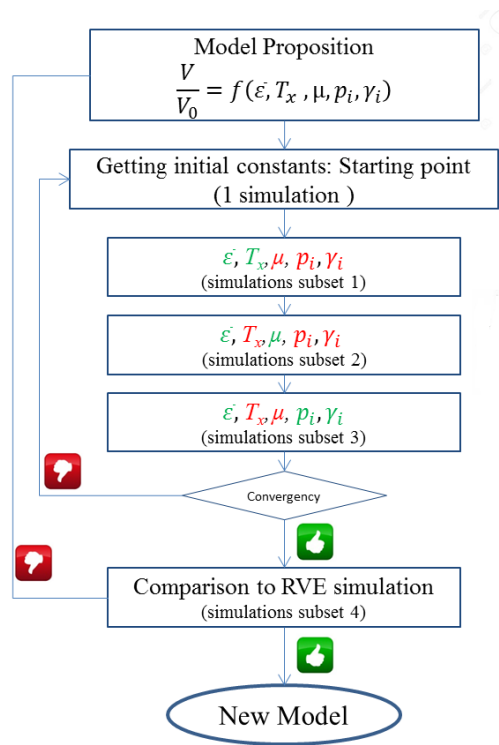 Model Proposition
V/V₀ = f(ε̇, Tₓ , μ, pᵢ, γᵢ)
Getting initial constants: Starting point
(1 simulation )
ε̇, Tₓ, μ, pᵢ, γᵢ
(simulations subset 1)
ε̇, Tₓ, μ, pᵢ, γᵢ
(simulations subset 2)
ε̇, Tₓ, μ, pᵢ, γᵢ
(simulations subset 3)
Convergency
Comparison to RVE simulation
(simulations subset 4)
New Model